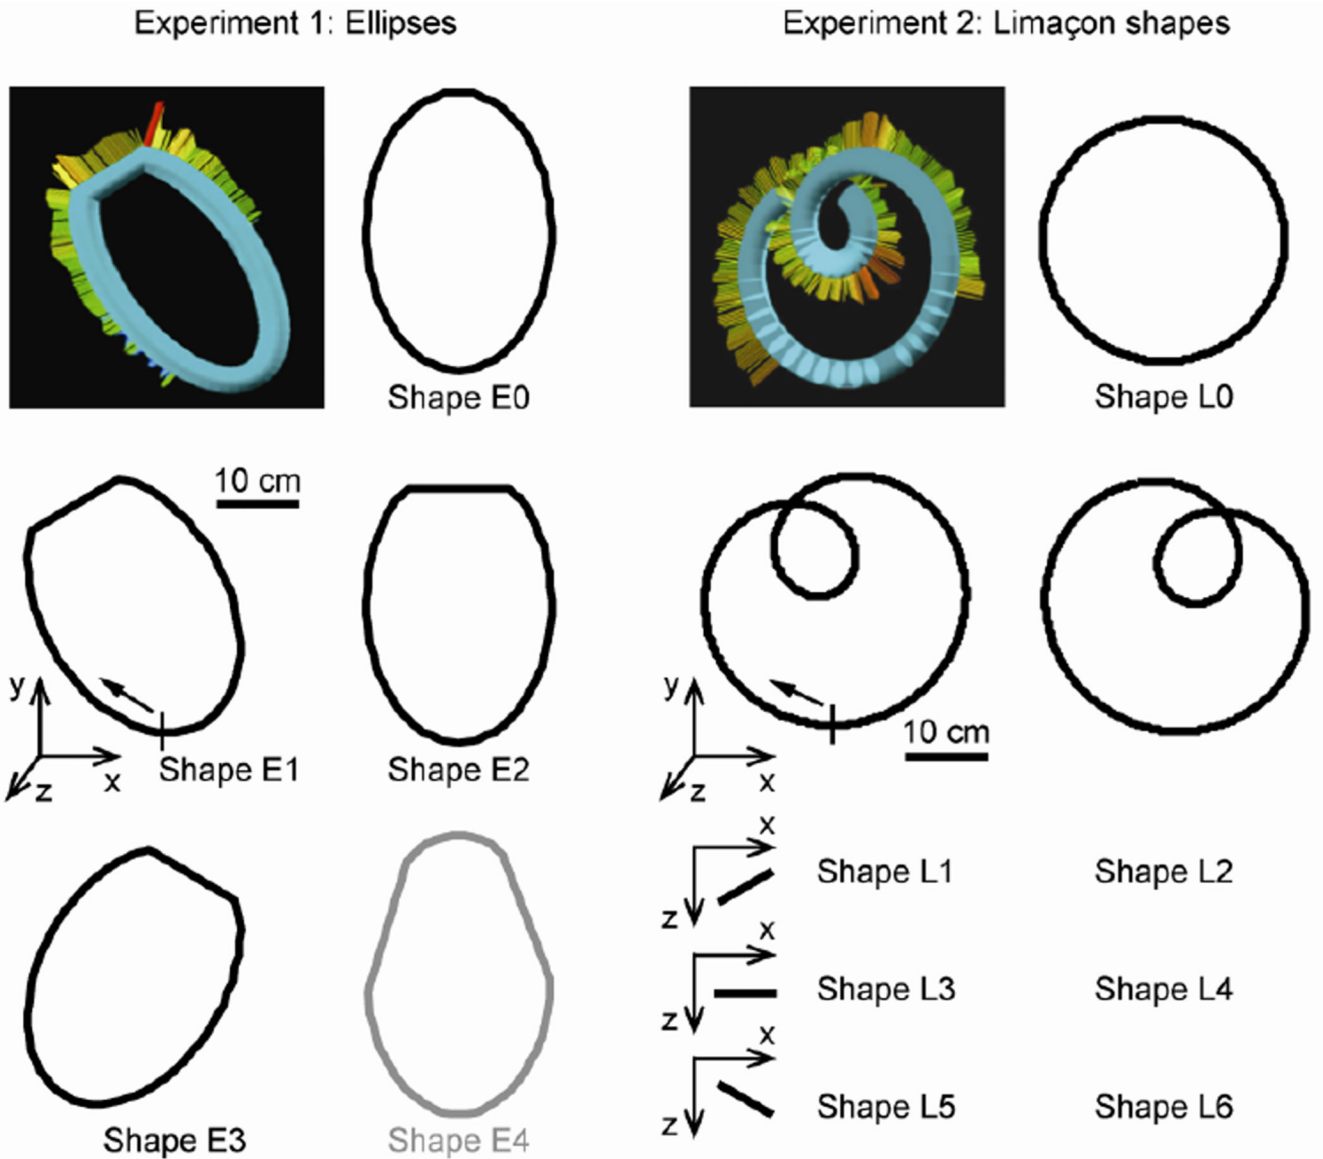 Experiment 1: Ellipses
Experiment 2: Limaçon shapes
Shape E0
Shape L0
10 cm
y
x
z
Shape E1
Shape E2
y
x
z
10 cm
Shape E3
Shape E4
x
z
Shape L1
Shape L2
x
z
Shape L3
Shape L4
x
z
Shape L5
Shape L6